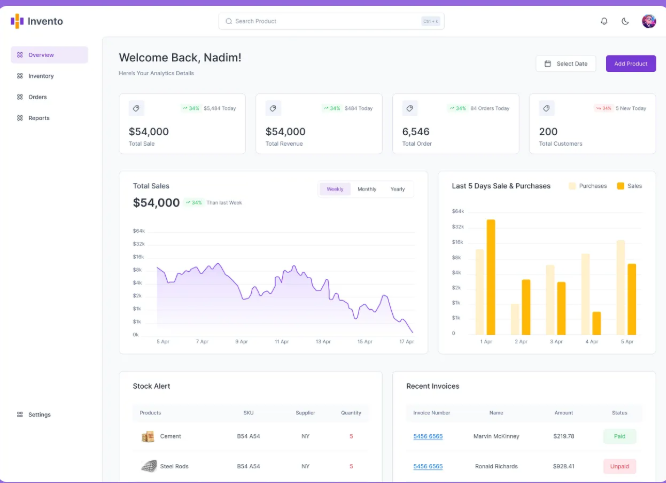 Invento
Search Product
Ctrl + K
Overview
Inventory
Orders
Reports
Settings
Welcome Back, Nadim!
Here's Your Analytics Details
Select Date
Add Product
34% $5,484 Today
$54,000
Total Sale
34% $484 Today
$54,000
Total Revenue
34% 84 Orders Today
6,546
Total Order
34% 5 New Today
200
Total Customers
Total Sales
$54,000 34% Than last Week
Weekly Monthly Yearly
$64k
$32k
$16k
$8k
$4k
$2k
$1k
$1k
0k
5 Apr 7 Apr 9 Apr 11 Apr 13 Apr 15 Apr 17 Apr
Last 5 Days Sale & Purchases
Purchases Sales
$64k
$32k
$16k
$8k
$4k
$2k
$1k
$1k
0
1 Apr 2 Apr 3 Apr 4 Apr 5 Apr
Stock Alert
Products SKU Supplier Quantity
Cement B54 A54 NY 5
Steel Rods B54 A54 NY 5
Recent Invoices
Invoice Number Name Amount Status
5456 6565 Marvin McKinney $219.78 Paid
5456 6565 Ronald Richards $928.41 Unpaid